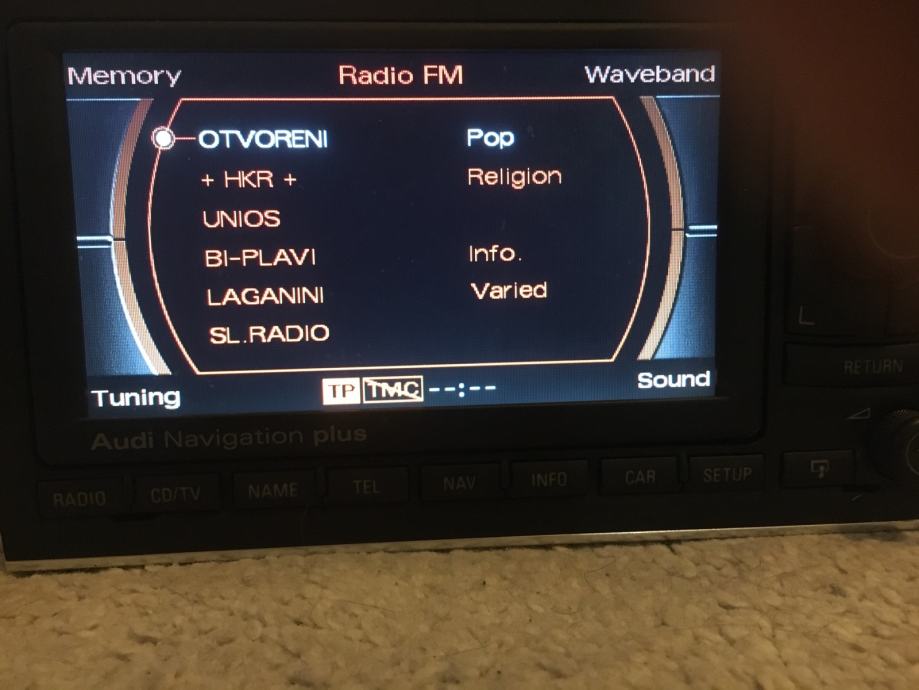 Memory Radio FM Waveband
OTVORENI Pop
+ HKR + Religion
UNIOS
BI-PLAVI Info.
LAGANINI Varied
SL.RADIO
Tuning TP TMC --:-- Sound
Audi Navigation plus
RADIO CD/TV NAME TEL NAV INFO CAR SETUP
L
RETURN